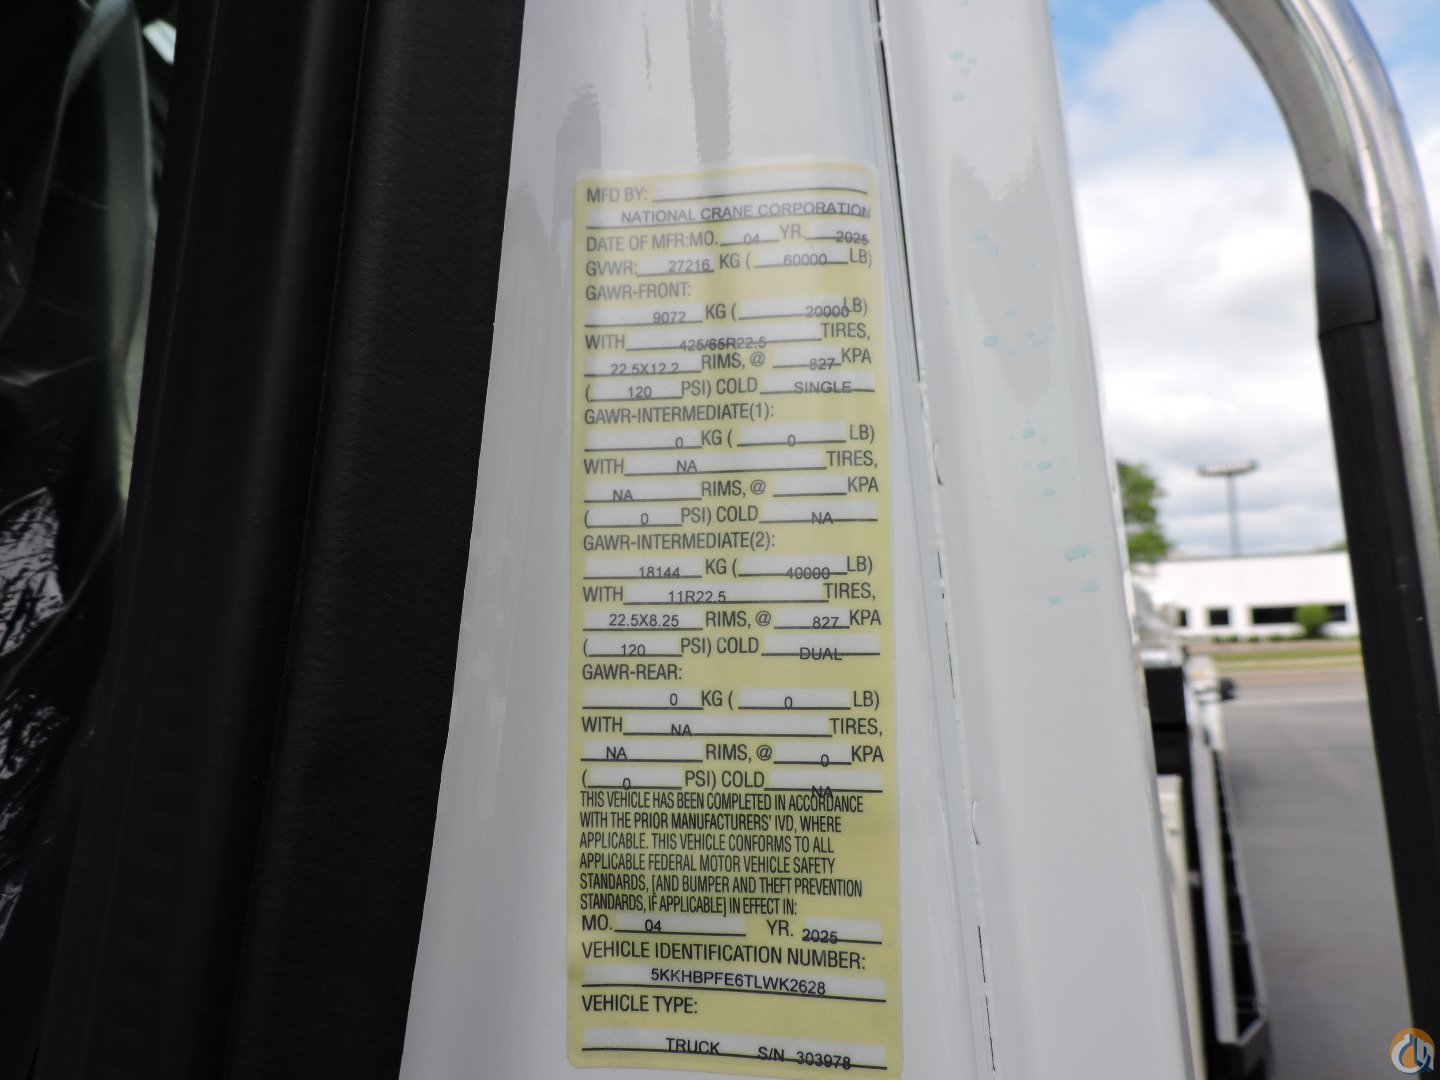 MFD BY:
NATIONAL CRANE CORPORATION
DATE OF MFR:MO. 04 YR. 2025
GVWR: 27216 KG ( 60000 LB)
GAWR-FRONT:
9072 KG ( 20000 LB)
WITH 425/65R22.5 TIRES,
22.5X12.2 RIMS, @ 827 KPA
( 120 PSI) COLD SINGLE
GAWR-INTERMEDIATE(1):
0 KG ( 0 LB)
WITH NA TIRES,
NA RIMS, @ KPA
( 0 PSI) COLD NA
GAWR-INTERMEDIATE(2):
18144 KG ( 40000 LB)
WITH 11R22.5 TIRES,
22.5X8.25 RIMS, @ 827 KPA
( 120 PSI) COLD DUAL
GAWR-REAR:
0 KG ( 0 LB)
WITH NA TIRES,
NA RIMS, @ 0 KPA
( 0 PSI) COLD NA
THIS VEHICLE HAS BEEN COMPLETED IN ACCORDANCE
WITH THE PRIOR MANUFACTURERS' IVD, WHERE
APPLICABLE. THIS VEHICLE CONFORMS TO ALL
APPLICABLE FEDERAL MOTOR VEHICLE SAFETY
STANDARDS, [AND BUMPER AND THEFT PREVENTION
STANDARDS, IF APPLICABLE] IN EFFECT IN:
MO. 04 YR. 2025
VEHICLE IDENTIFICATION NUMBER:
5KKHBPFE6TLWK2628
VEHICLE TYPE:
TRUCK S/N 303978